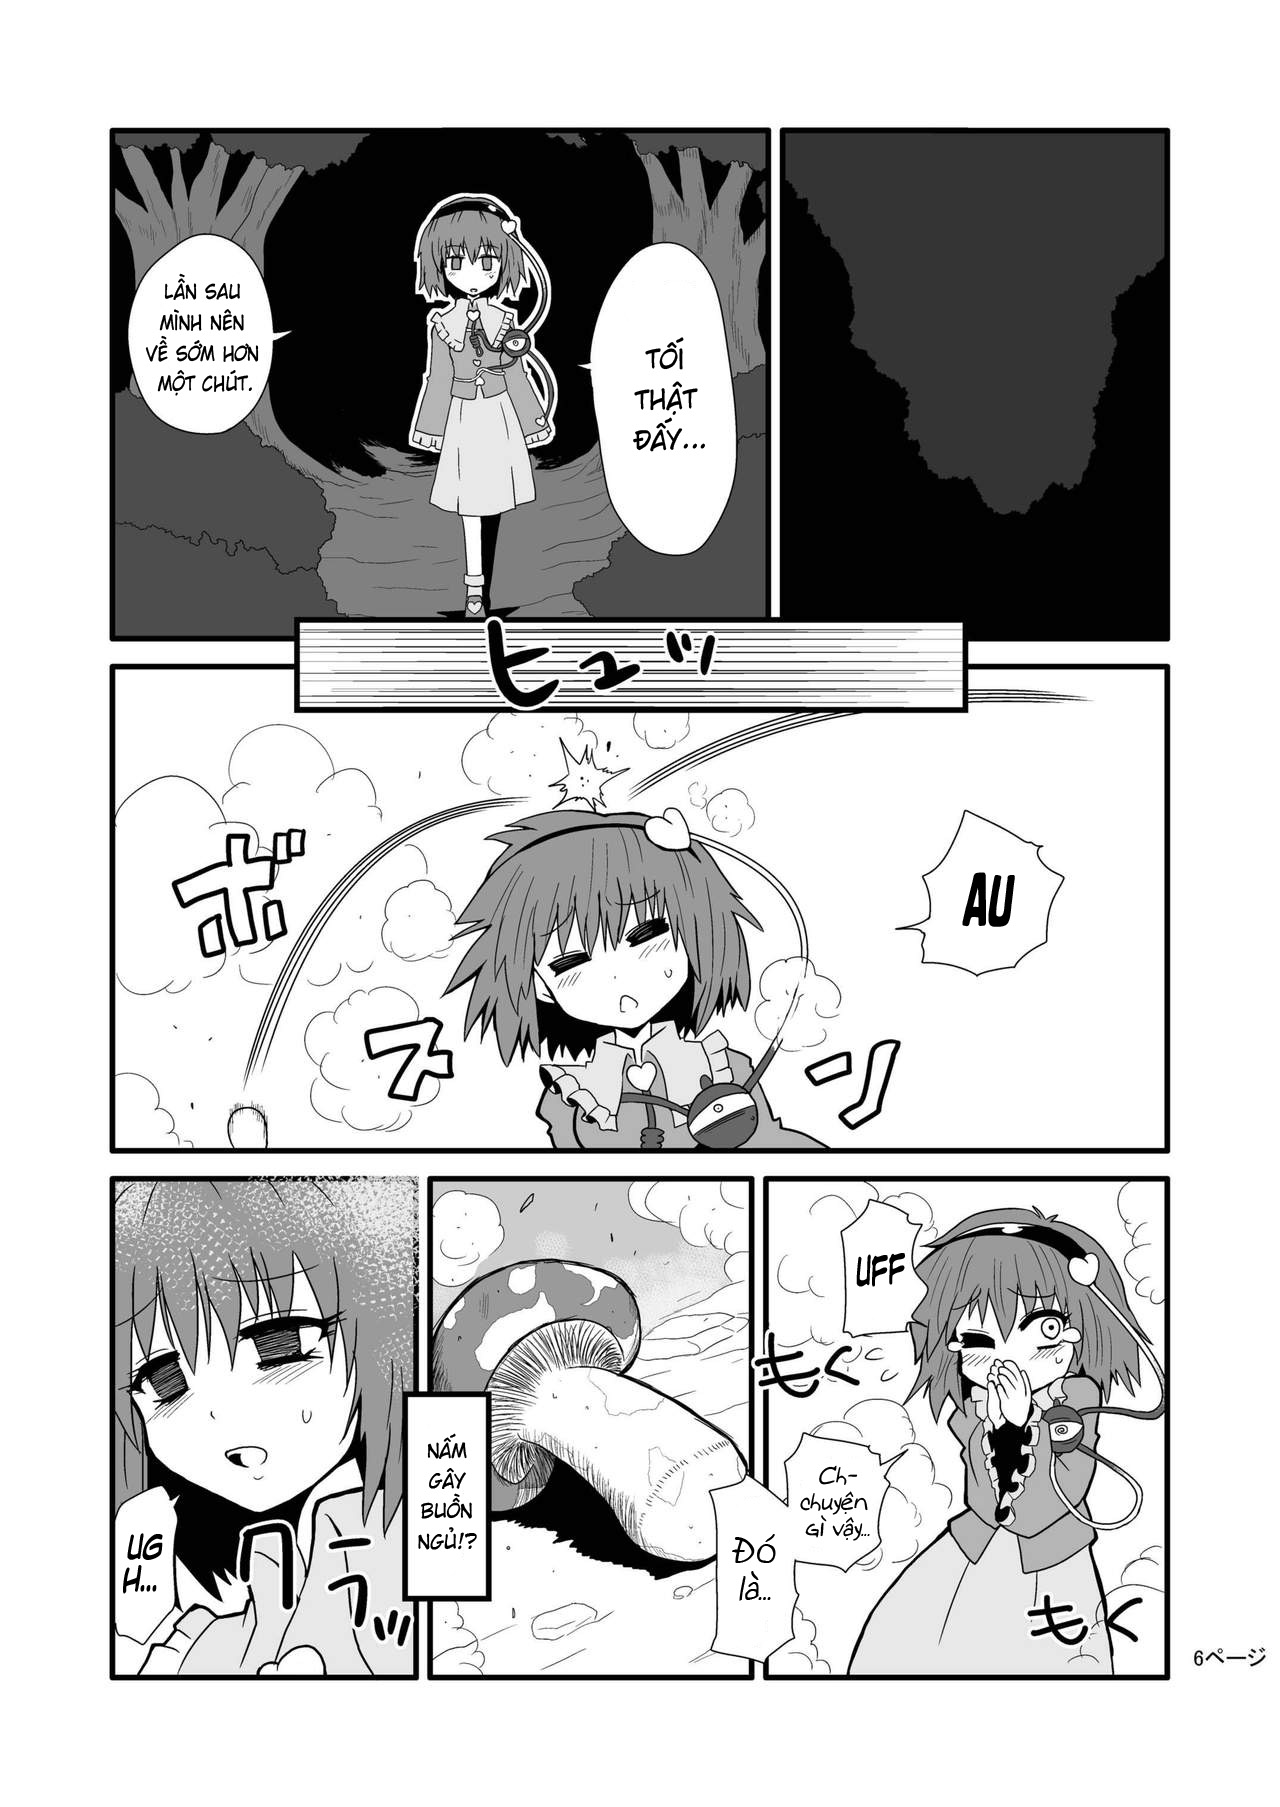 TỐI
THẬT
ĐẤY...
LẦN SAU
MÌNH NÊN
VỀ SỚM HƠN
MỘT CHÚT.
ヒュッ
AU
ボ
ス
ン
UFF
もく
Ch-
chuyện
gì vậy...
もく
Đó
là...
NẤM
GÂY
BUỒN
NGỦ!?
UG
H...
クラッ
6ページ